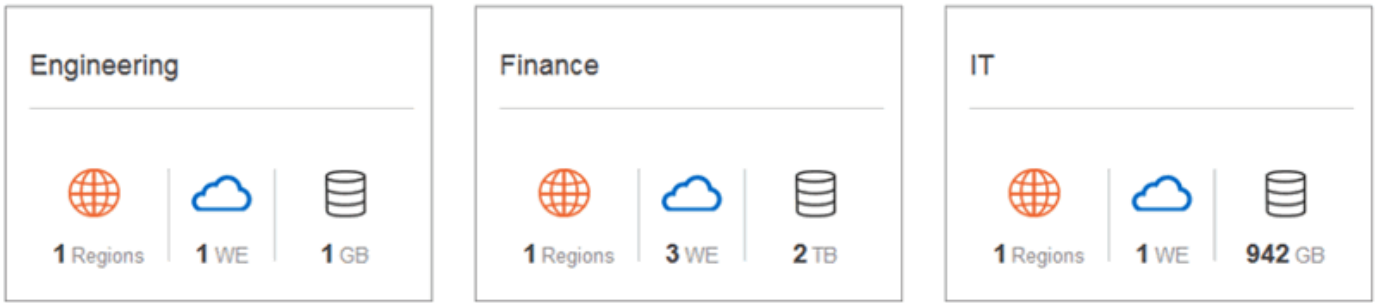 Engineering
1 Regions 1 WE 1 GB
Finance
1 Regions 3 WE 2 TB
IT
1 Regions 1 WE 942 GB